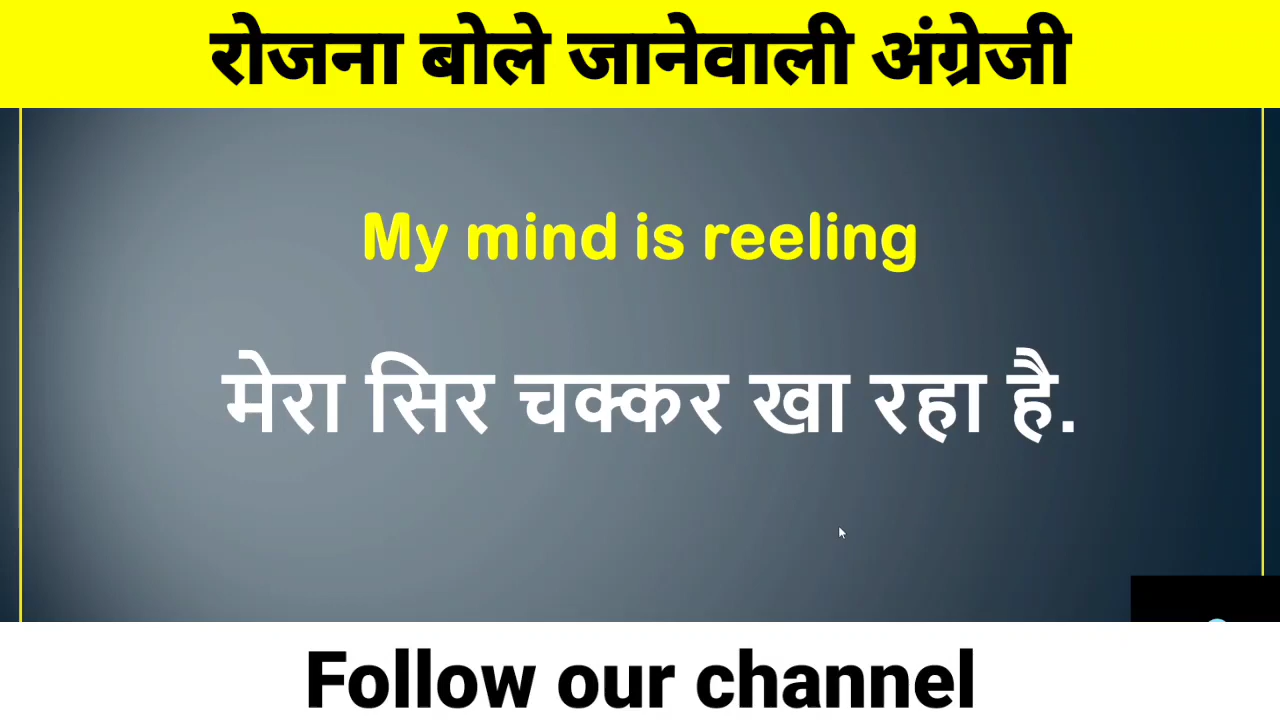 रोजना बोले जानेवाली अंग्रेजी
My mind is reeling
मेरा सिर चक्कर खा रहा है.
Follow our channel